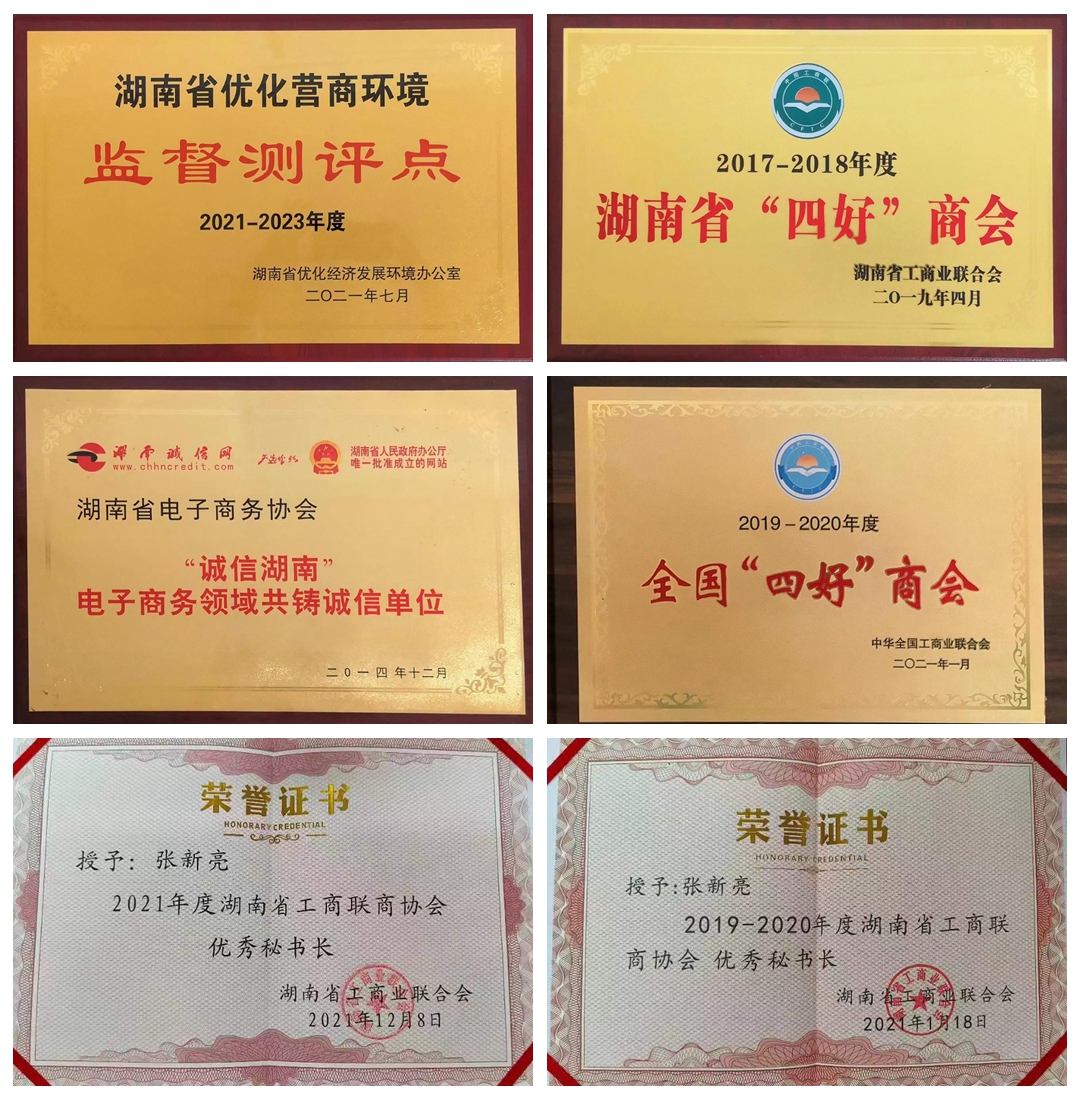 湖南省优化营商环境
监督测评点
2021-2023年度
湖南省优化经济发展环境办公室
二〇二一年七月
中国工商联
CFIC
2017-2018年度
湖南省“四好”商会
湖南省工商业联合会
二〇一九年四月
湖南诚信网
www.chhncredit.com
湖南省人民政府办公厅
唯一批准成立的网站
湖南省电子商务协会
“诚信湖南”
电子商务领域共铸诚信单位
二0一四 年十二月
2019-2020年度
全国“四好”商会
中华全国工商业联合会
二〇二一年一月
荣誉证书
HONORARY CREDENTIAL
授予: 张新亮
2021年度湖南省工商联商协会
优秀秘书长
湖南省工商业联合会
2021年12月8日
荣誉证书
HONORARY CREDENTIAL
授予:张新亮
2019-2020年度湖南省工商联
商协会 优秀秘书长
湖南省工商业联合会
2021年1月18日